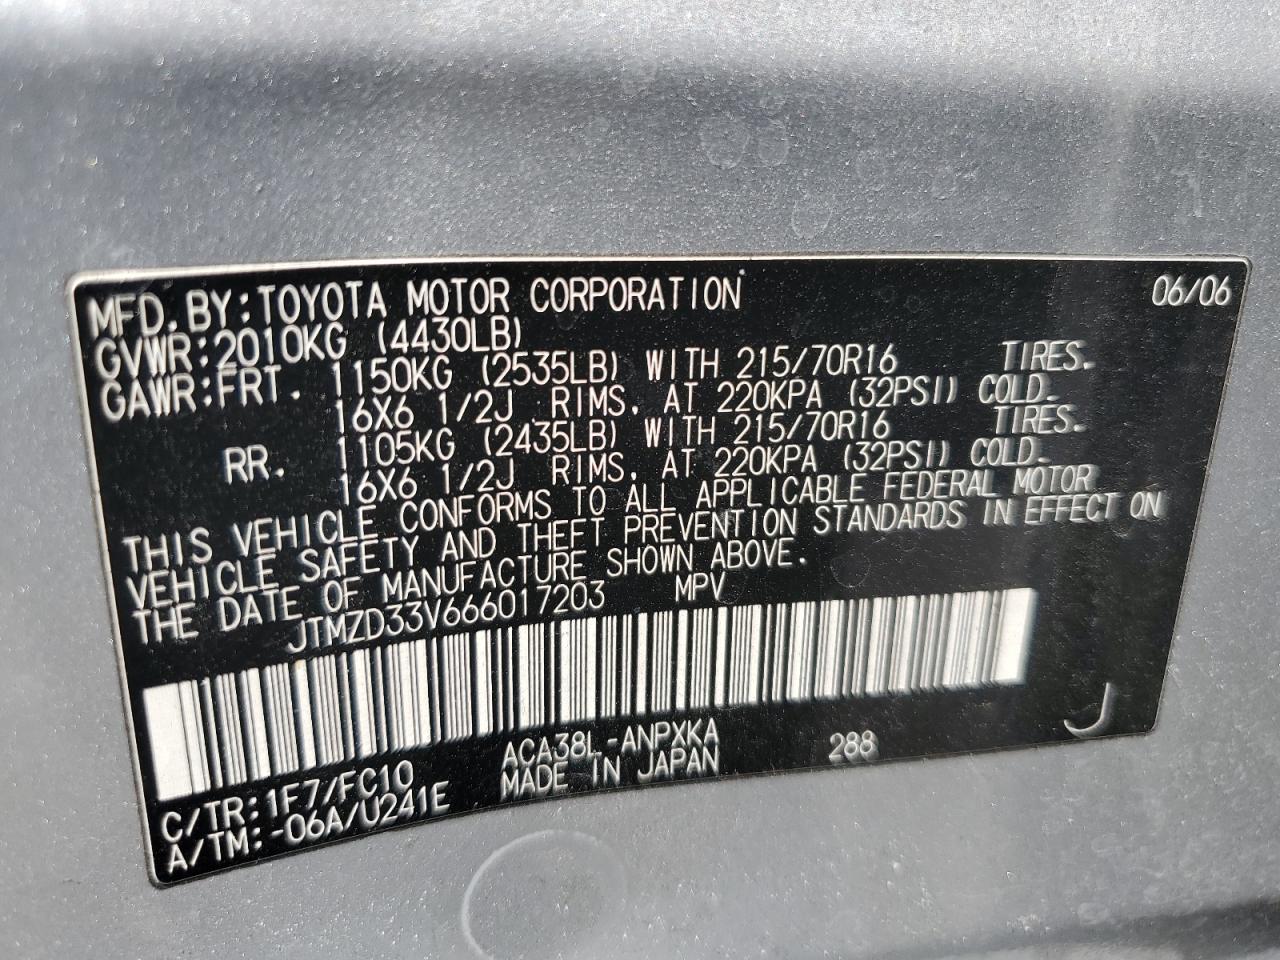 MFD. BY: TOYOTA MOTOR CORPORATION 06/06
GVWR: 2010KG (4430LB)
GAWR: FRT. 1150KG (2535LB) WITH 215/70R16 TIRES.
16X6 1/2J RIMS, AT 220KPA (32PSI) COLD.
RR. 1105KG (2435LB) WITH 215/70R16 TIRES.
16X6 1/2J RIMS, AT 220KPA (32PSI) COLD.
THIS VEHICLE CONFORMS TO ALL APPLICABLE FEDERAL MOTOR
VEHICLE SAFETY AND THEFT PREVENTION STANDARDS IN EFFECT ON
THE DATE OF MANUFACTURE SHOWN ABOVE.
JTMZD33V666017203 MPV
ACA38L-ANPXKA 288
C/TR: 1F7/FC10 MADE IN JAPAN
A/TM: -06A/U241E
J